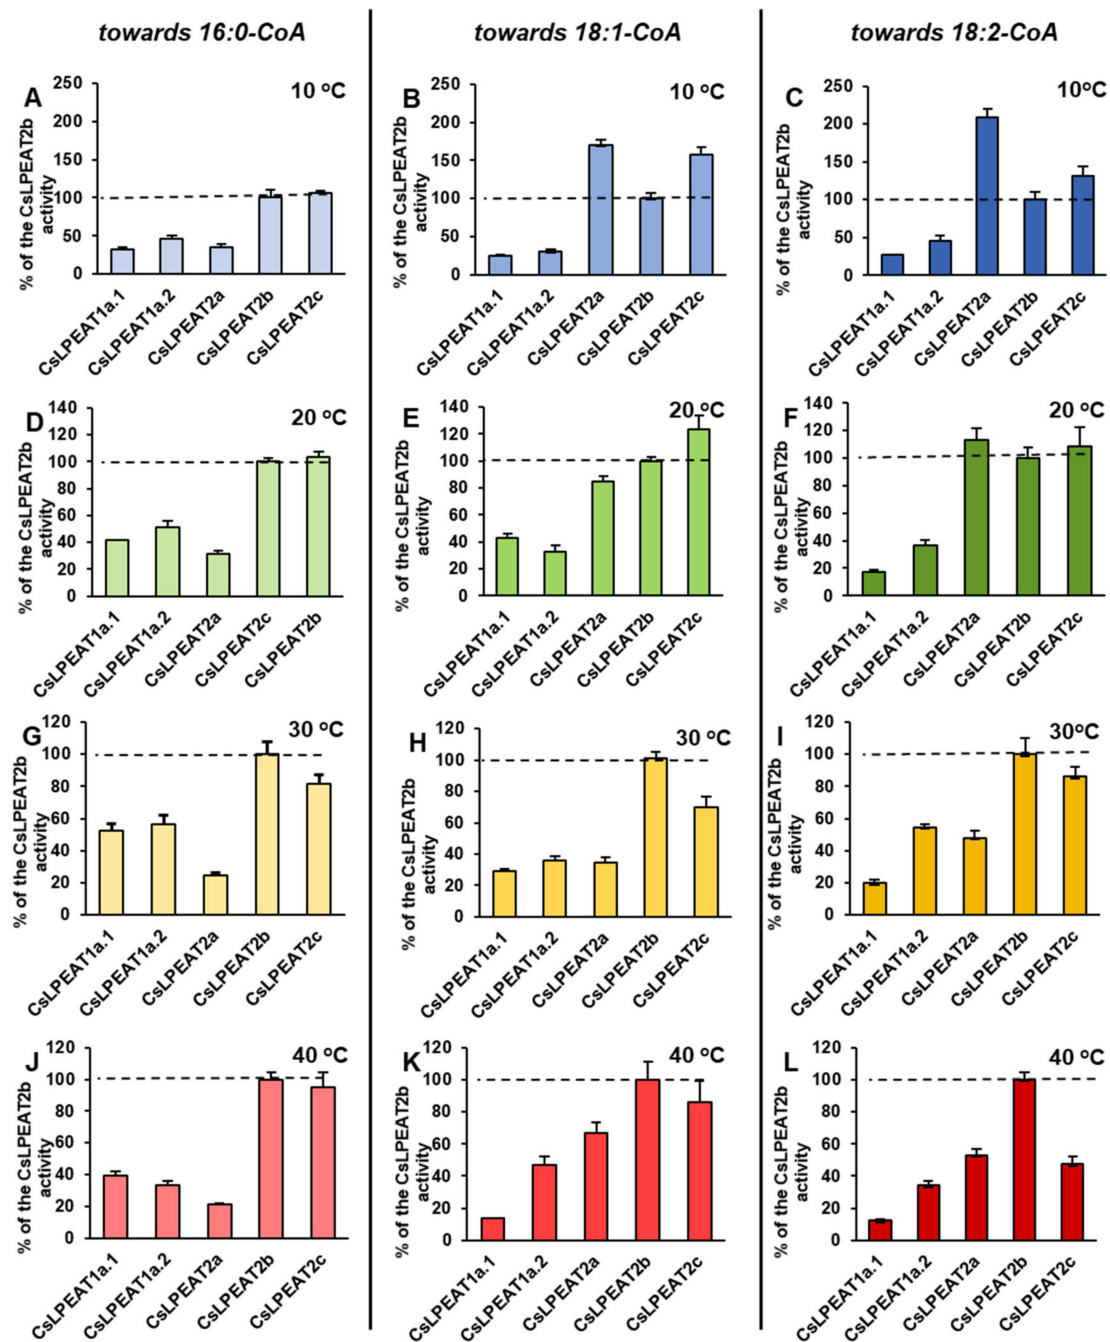 towards 16:0-CoA
towards 18:1-CoA
towards 18:2-CoA
A
10 °C
% of the CsLPEAT2b
activity
250
200
150
100
50
0
CsLPEAT1a.1
CsLPEAT1a.2
CsLPEAT2a
CsLPEAT2b
CsLPEAT2c
B
10 °C
% of the CsLPEAT2b
activity
250
200
150
100
50
0
CsLPEAT1a.1
CsLPEAT1a.2
CsLPEAT2a
CsLPEAT2b
CsLPEAT2c
C
10°C
% of the CsLPEAT2b
activity
250
200
150
100
50
0
CsLPEAT1a.1
CsLPEAT1a.2
CsLPEAT2a
CsLPEAT2b
CsLPEAT2c
D
20 °C
% of the CsLPEAT2b
activity
140
120
100
80
60
40
20
0
CsLPEAT1a.1
CsLPEAT1a.2
CsLPEAT2a
CsLPEAT2c
CsLPEAT2b
E
20 °C
% of the CsLPEAT2b
activity
140
120
100
80
60
40
20
0
CsLPEAT1a.1
CsLPEAT1a.2
CsLPEAT2a
CsLPEAT2b
CsLPEAT2c
F
20 °C
% of the CsLPEAT2b
activity
140
120
100
80
60
40
20
0
CsLPEAT1a.1
CsLPEAT1a.2
CsLPEAT2a
CsLPEAT2b
CsLPEAT2c
G
30 °C
% of the CsLPEAT2b
activity
120
100
80
60
40
20
0
CsLPEAT1a.1
CsLPEAT1a.2
CsLPEAT2a
CsLPEAT2b
CsLPEAT2c
H
30 °C
% of the CsLPEAT2b
activity
120
100
80
60
40
20
0
CsLPEAT1a.1
CsLPEAT1a.2
CsLPEAT2a
CsLPEAT2b
CsLPEAT2c
I
30°C
% of the CsLPEAT2b
activity
120
100
80
60
40
20
0
CsLPEAT1a.1
CsLPEAT1a.2
CsLPEAT2a
CsLPEAT2b
CsLPEAT2c
J
40 °C
% of the CsLPEAT2b
activity
120
100
80
60
40
20
0
CsLPEAT1a.1
CsLPEAT1a.2
CsLPEAT2a
CsLPEAT2b
CsLPEAT2c
K
40 °C
% of the CsLPEAT2b
activity
120
100
80
60
40
20
0
CsLPEAT1a.1
CsLPEAT1a.2
CsLPEAT2a
CsLPEAT2b
CsLPEAT2c
L
40 °C
% of the CsLPEAT2b
activity
120
100
80
60
40
20
0
CsLPEAT1a.1
CsLPEAT1a.2
CsLPEAT2a
CsLPEAT2b
CsLPEAT2c